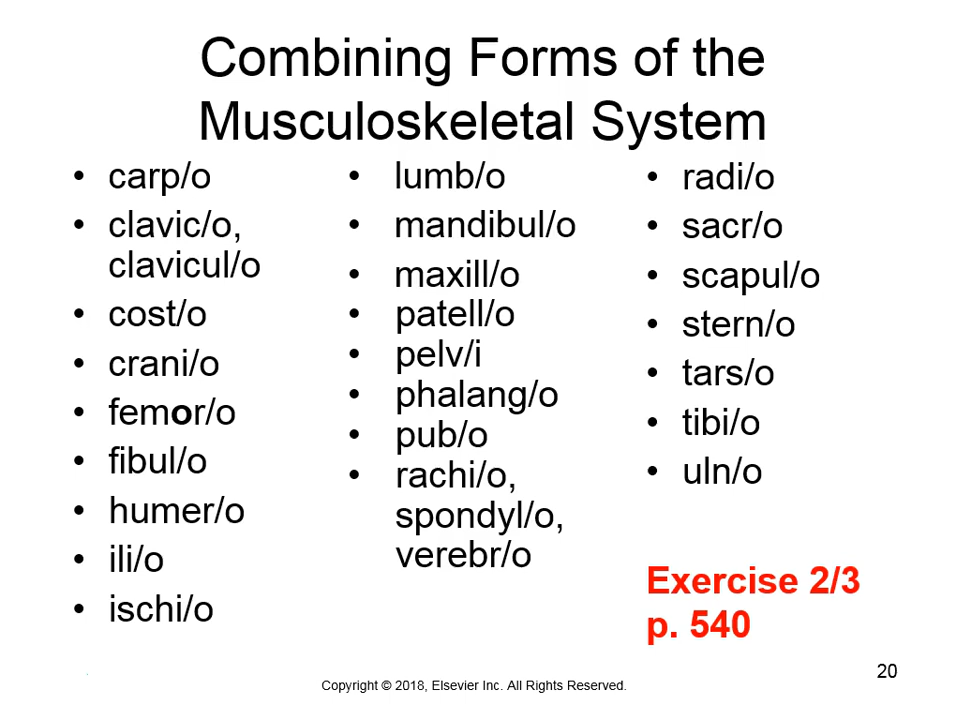 Combining Forms of the
Musculoskeletal System
• carp/o
• clavic/o,
clavicul/o
• cost/o
• crani/o
• femor/o
• fibul/o
• humer/o
• ili/o
• ischi/o
• lumb/o
• mandibul/o
• maxill/o
• patell/o
• pelv/i
• phalang/o
• pub/o
• rachi/o,
spondyl/o,
verebr/o
• radi/o
• sacr/o
• scapul/o
• stern/o
• tars/o
• tibi/o
• uln/o
Exercise 2/3
p. 540
Copyright © 2018, Elsevier Inc. All Rights Reserved.
20